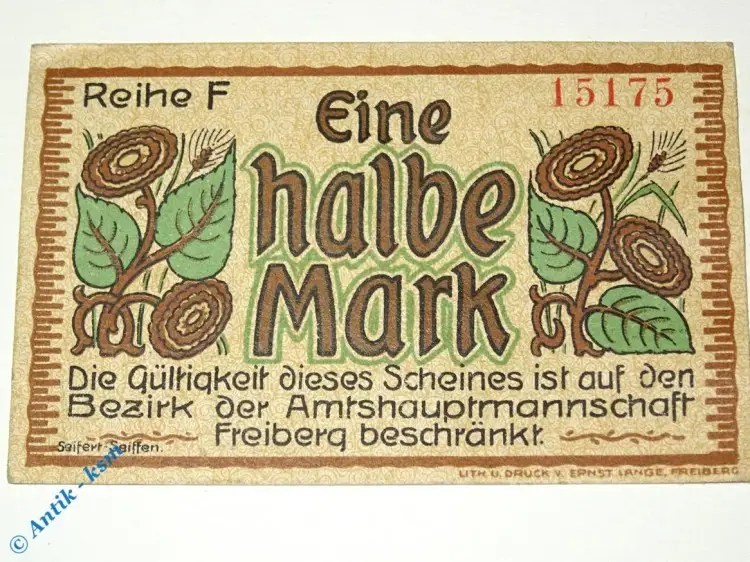 Reihe F
15175
Eine
halbe
Mark
Die Gültigkeit dieses Scheines ist auf den
Bezirk der Amtshauptmannschaft
Freiberg beschränkt.
Seifert-Seiffen.
LITH. U. DRUCK V. ERNST LANGE, FREIBERG
© Antik - ksm